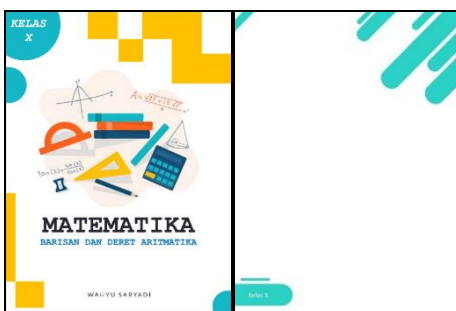 KELAS
X
MATEMATIKA
BARISAN DAN DERET ARITMATIKA
WAHYU SARYADI
Kelas X